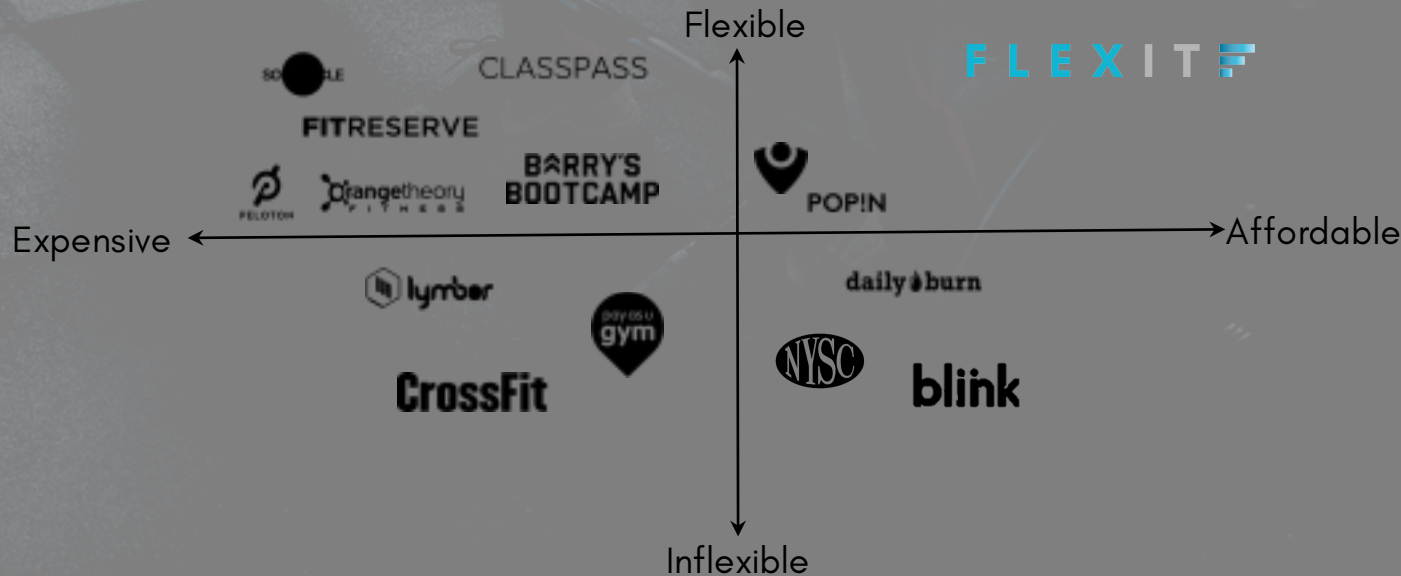 Flexible
FLEXIT
CLASSPASS
FITRESERVE
BARRY'S
BOOTCAMP
PELOTON
Orangetheory
FITNESS
POP!N
Expensive
Affordable
daily burn
pay as u
gym
NYSC
blink
CrossFit
Inflexible